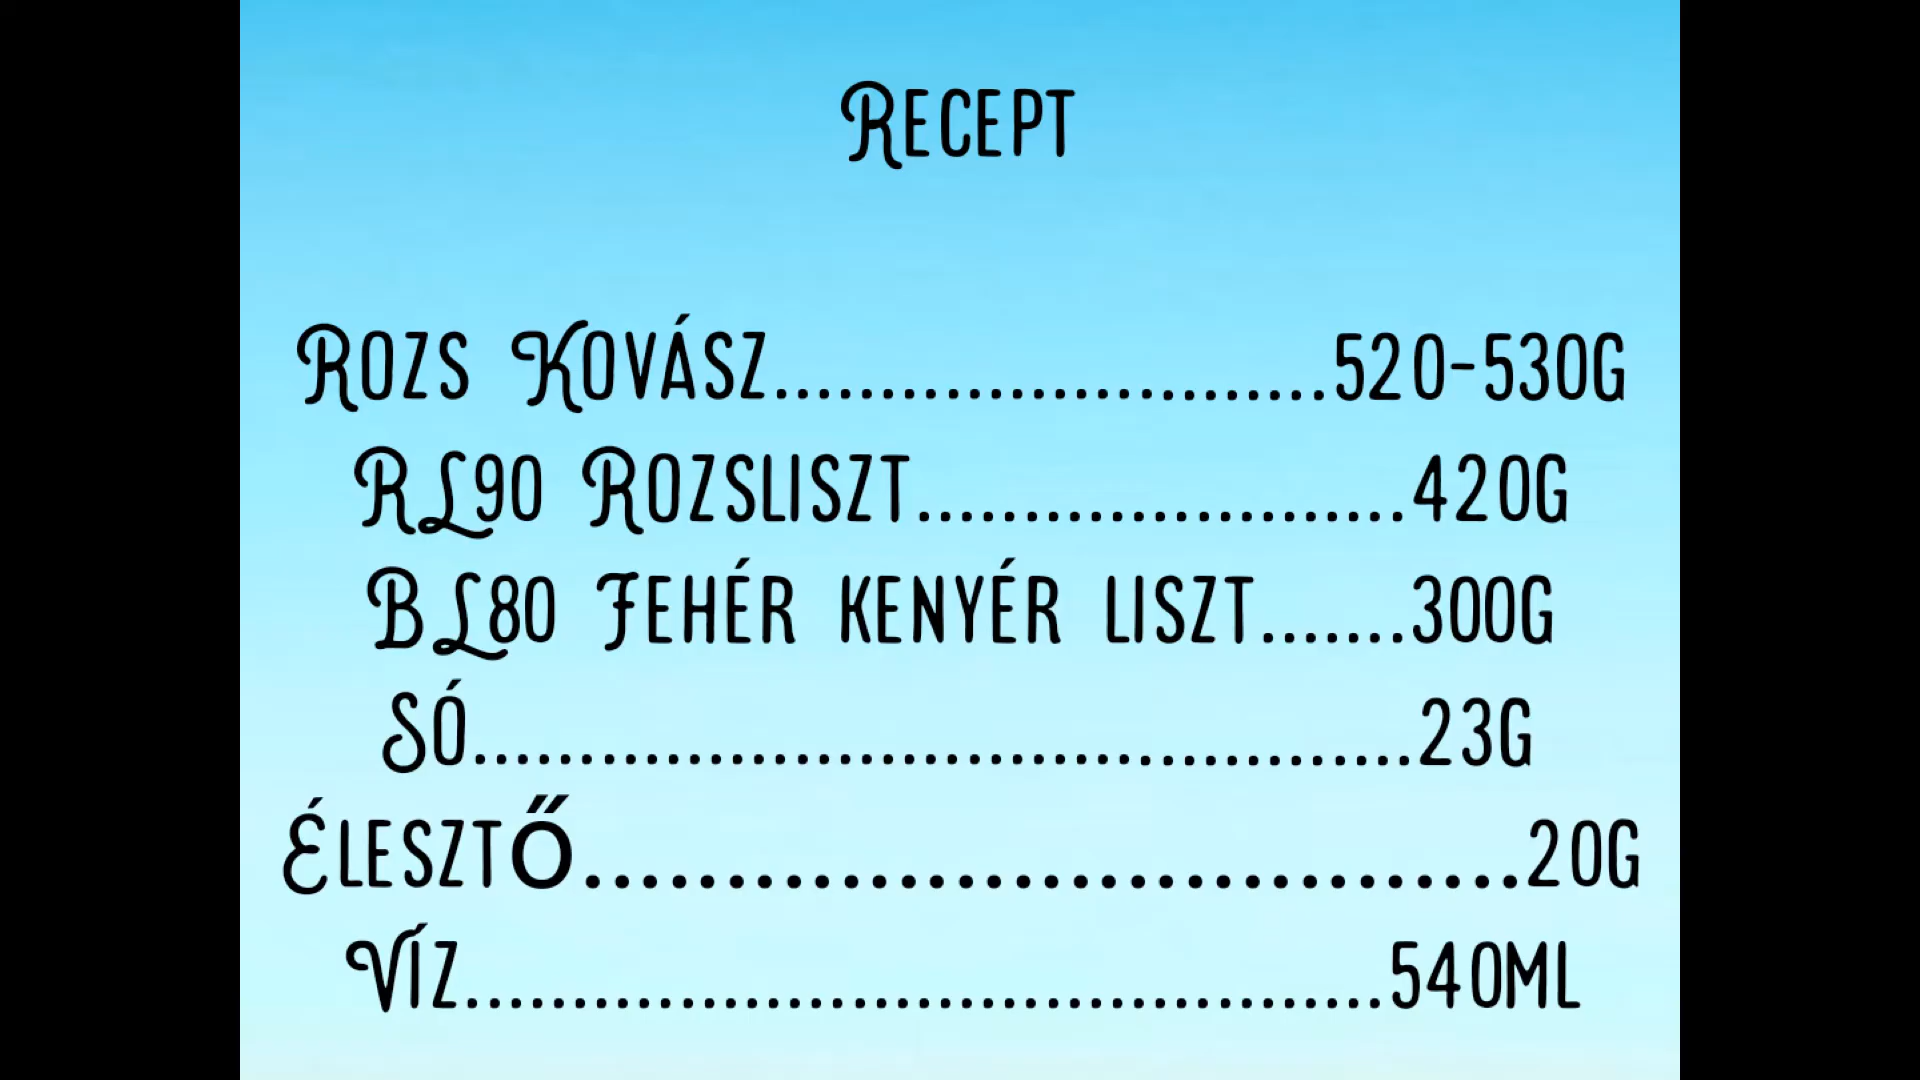 Recept
Rozs Kovász..........................520-530g
RL90 Rozsliszt.......................420g
BL80 Fehér kenyér liszt.......300g
Só............................................23g
Élesztő.................................20g
Víz...........................................540ml